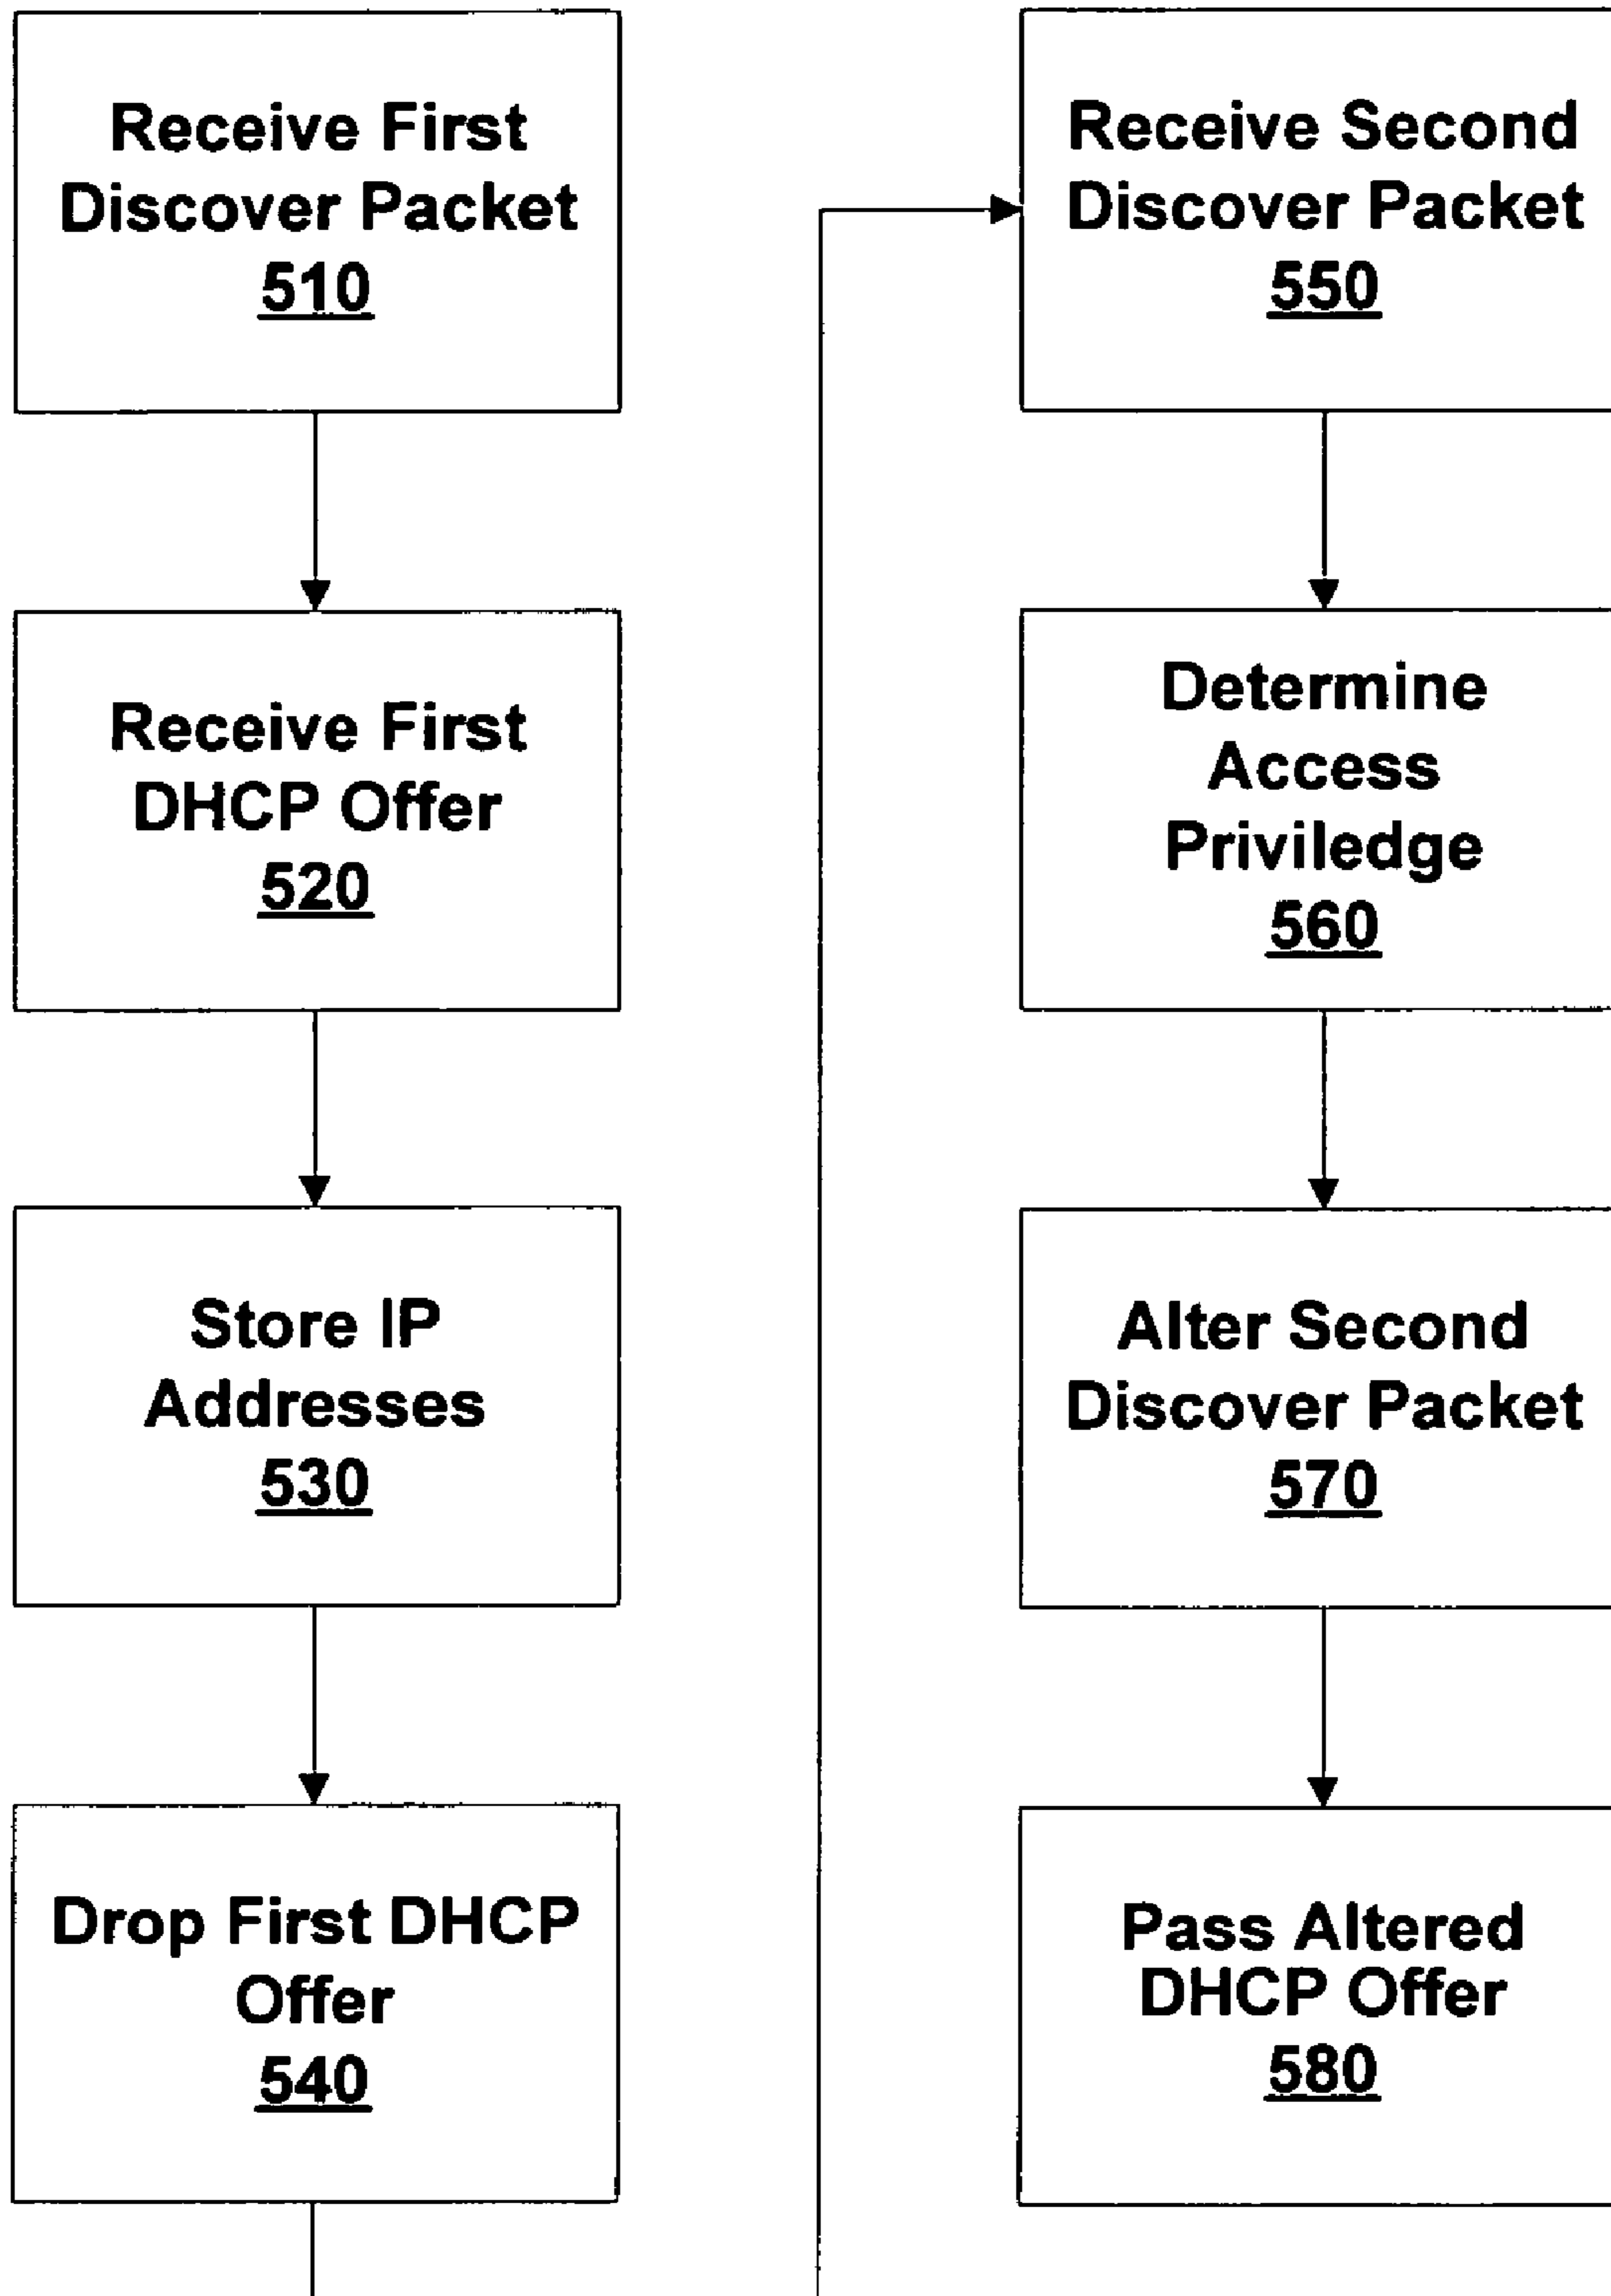 Receive First
Discover Packet
510
Receive First
DHCP Offer
520
Store IP
Addresses
530
Drop First DHCP
Offer
540
Receive Second
Discover Packet
550
Determine
Access
Priviledge
560
Alter Second
Discover Packet
570
Pass Altered
DHCP Offer
580